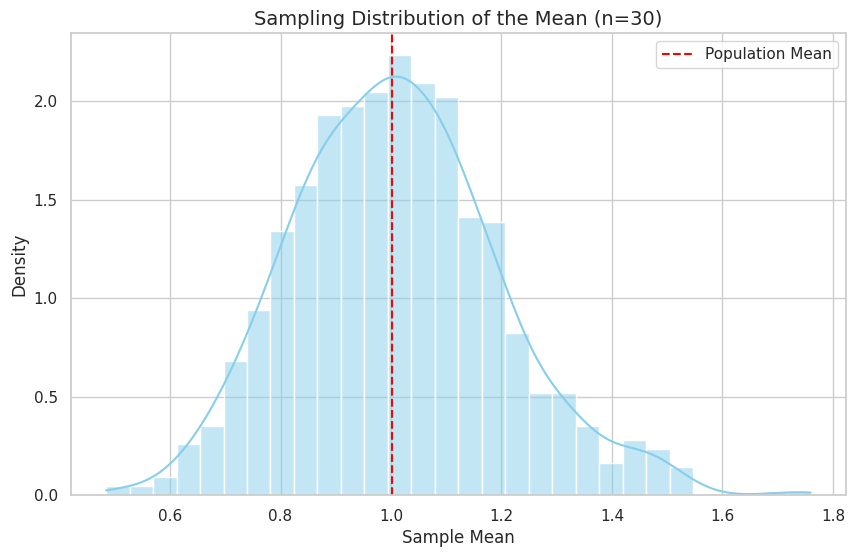 Sampling Distribution of the Mean (n=30)
Population Mean
Density
2.0
1.5
1.0
0.5
0.0
0.6 0.8 1.0 1.2 1.4 1.6 1.8
Sample Mean